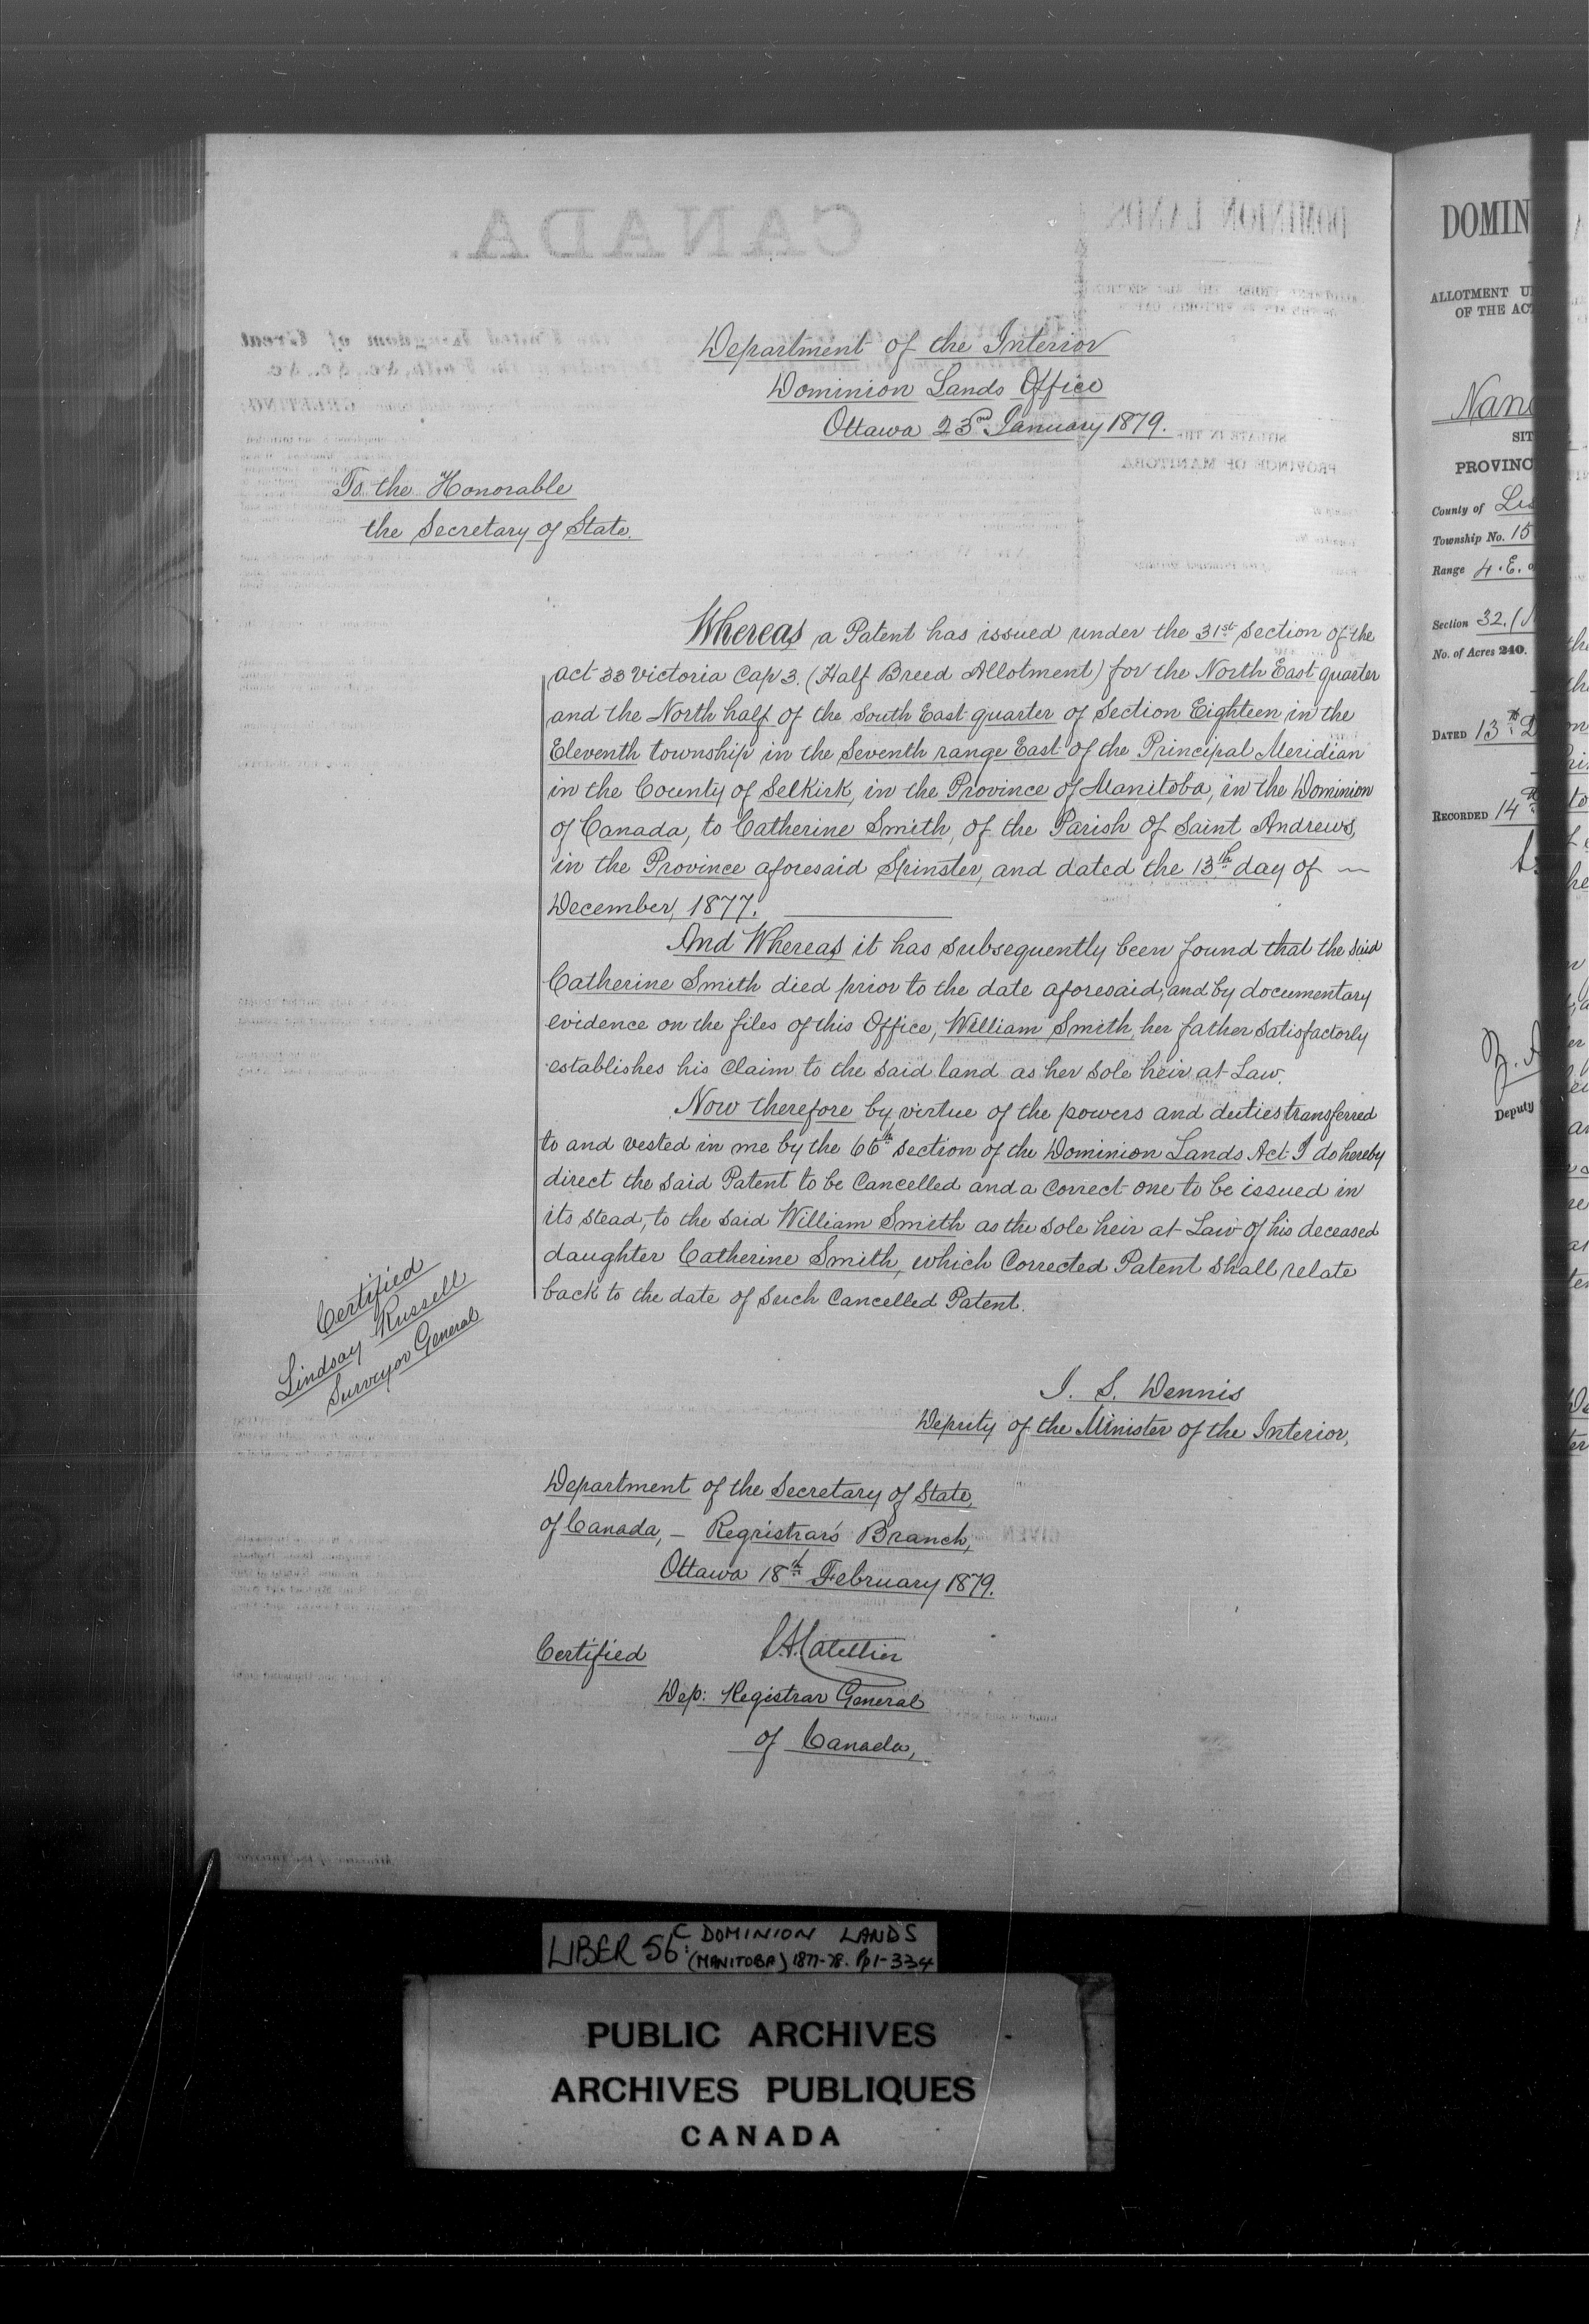 Department of the Interior
Dominion Lands Office
Ottawa 23rd January 1879.
To the Honorable
the Secretary of State.
Whereas a Patent has issued under the 31st Section of the
Act 33 Victoria Cap 3. (Half Breed Allotment) for the North East quarter
and the North half of the South East quarter of Section Eighteen in the
Eleventh township in the Seventh range East of the Principal Meridian
in the County of Selkirk, in the Province of Manitoba, in the Dominion
of Canada, to Catherine Smith, of the Parish of Saint Andrews,
in the Province aforesaid Spinster, and dated the 13th day of —
December, 1877.
And Whereas it has subsequently been found that the said
Catherine Smith died prior to the date aforesaid, and by documentary
evidence on the files of this Office, William Smith, her father satisfactorly
establishes his Claim to the said land as her sole heir at Law.
Now therefore by virtue of the powers and duties transferred
to and vested in me by the 66th section of the Dominion Lands Act I do hereby
direct the said Patent to be Cancelled and a Correct one to be issued in
its stead, to the said William Smith as the sole heir at Law of his deceased
daughter Catherine Smith, which Corrected Patent shall relate
back to the date of such Cancelled Patent.
Certified
Lindsay Russell
Surveyor General
J. S. Dennis
Deputy of the Minister of the Interior,
Department of the Secretary of State,
of Canada, — Registrar's Branch,
Ottawa 18th February 1879.
Certified
Dep: Registrar General
of Canada,
DOMIN
ALLOTMENT U
OF THE ACT
Nan
SIT
PROVINC
County of Lis
Township No. 15
Range 4. E. o
Section 32. (
No. of Acres 240.
DATED 13th D
RECORDED 14th
Deputy
LIBER 56C DOMINION LANDS
(MANITOBA) 1877-78. Pp 1-334
PUBLIC ARCHIVES
ARCHIVES PUBLIQUES
CANADA